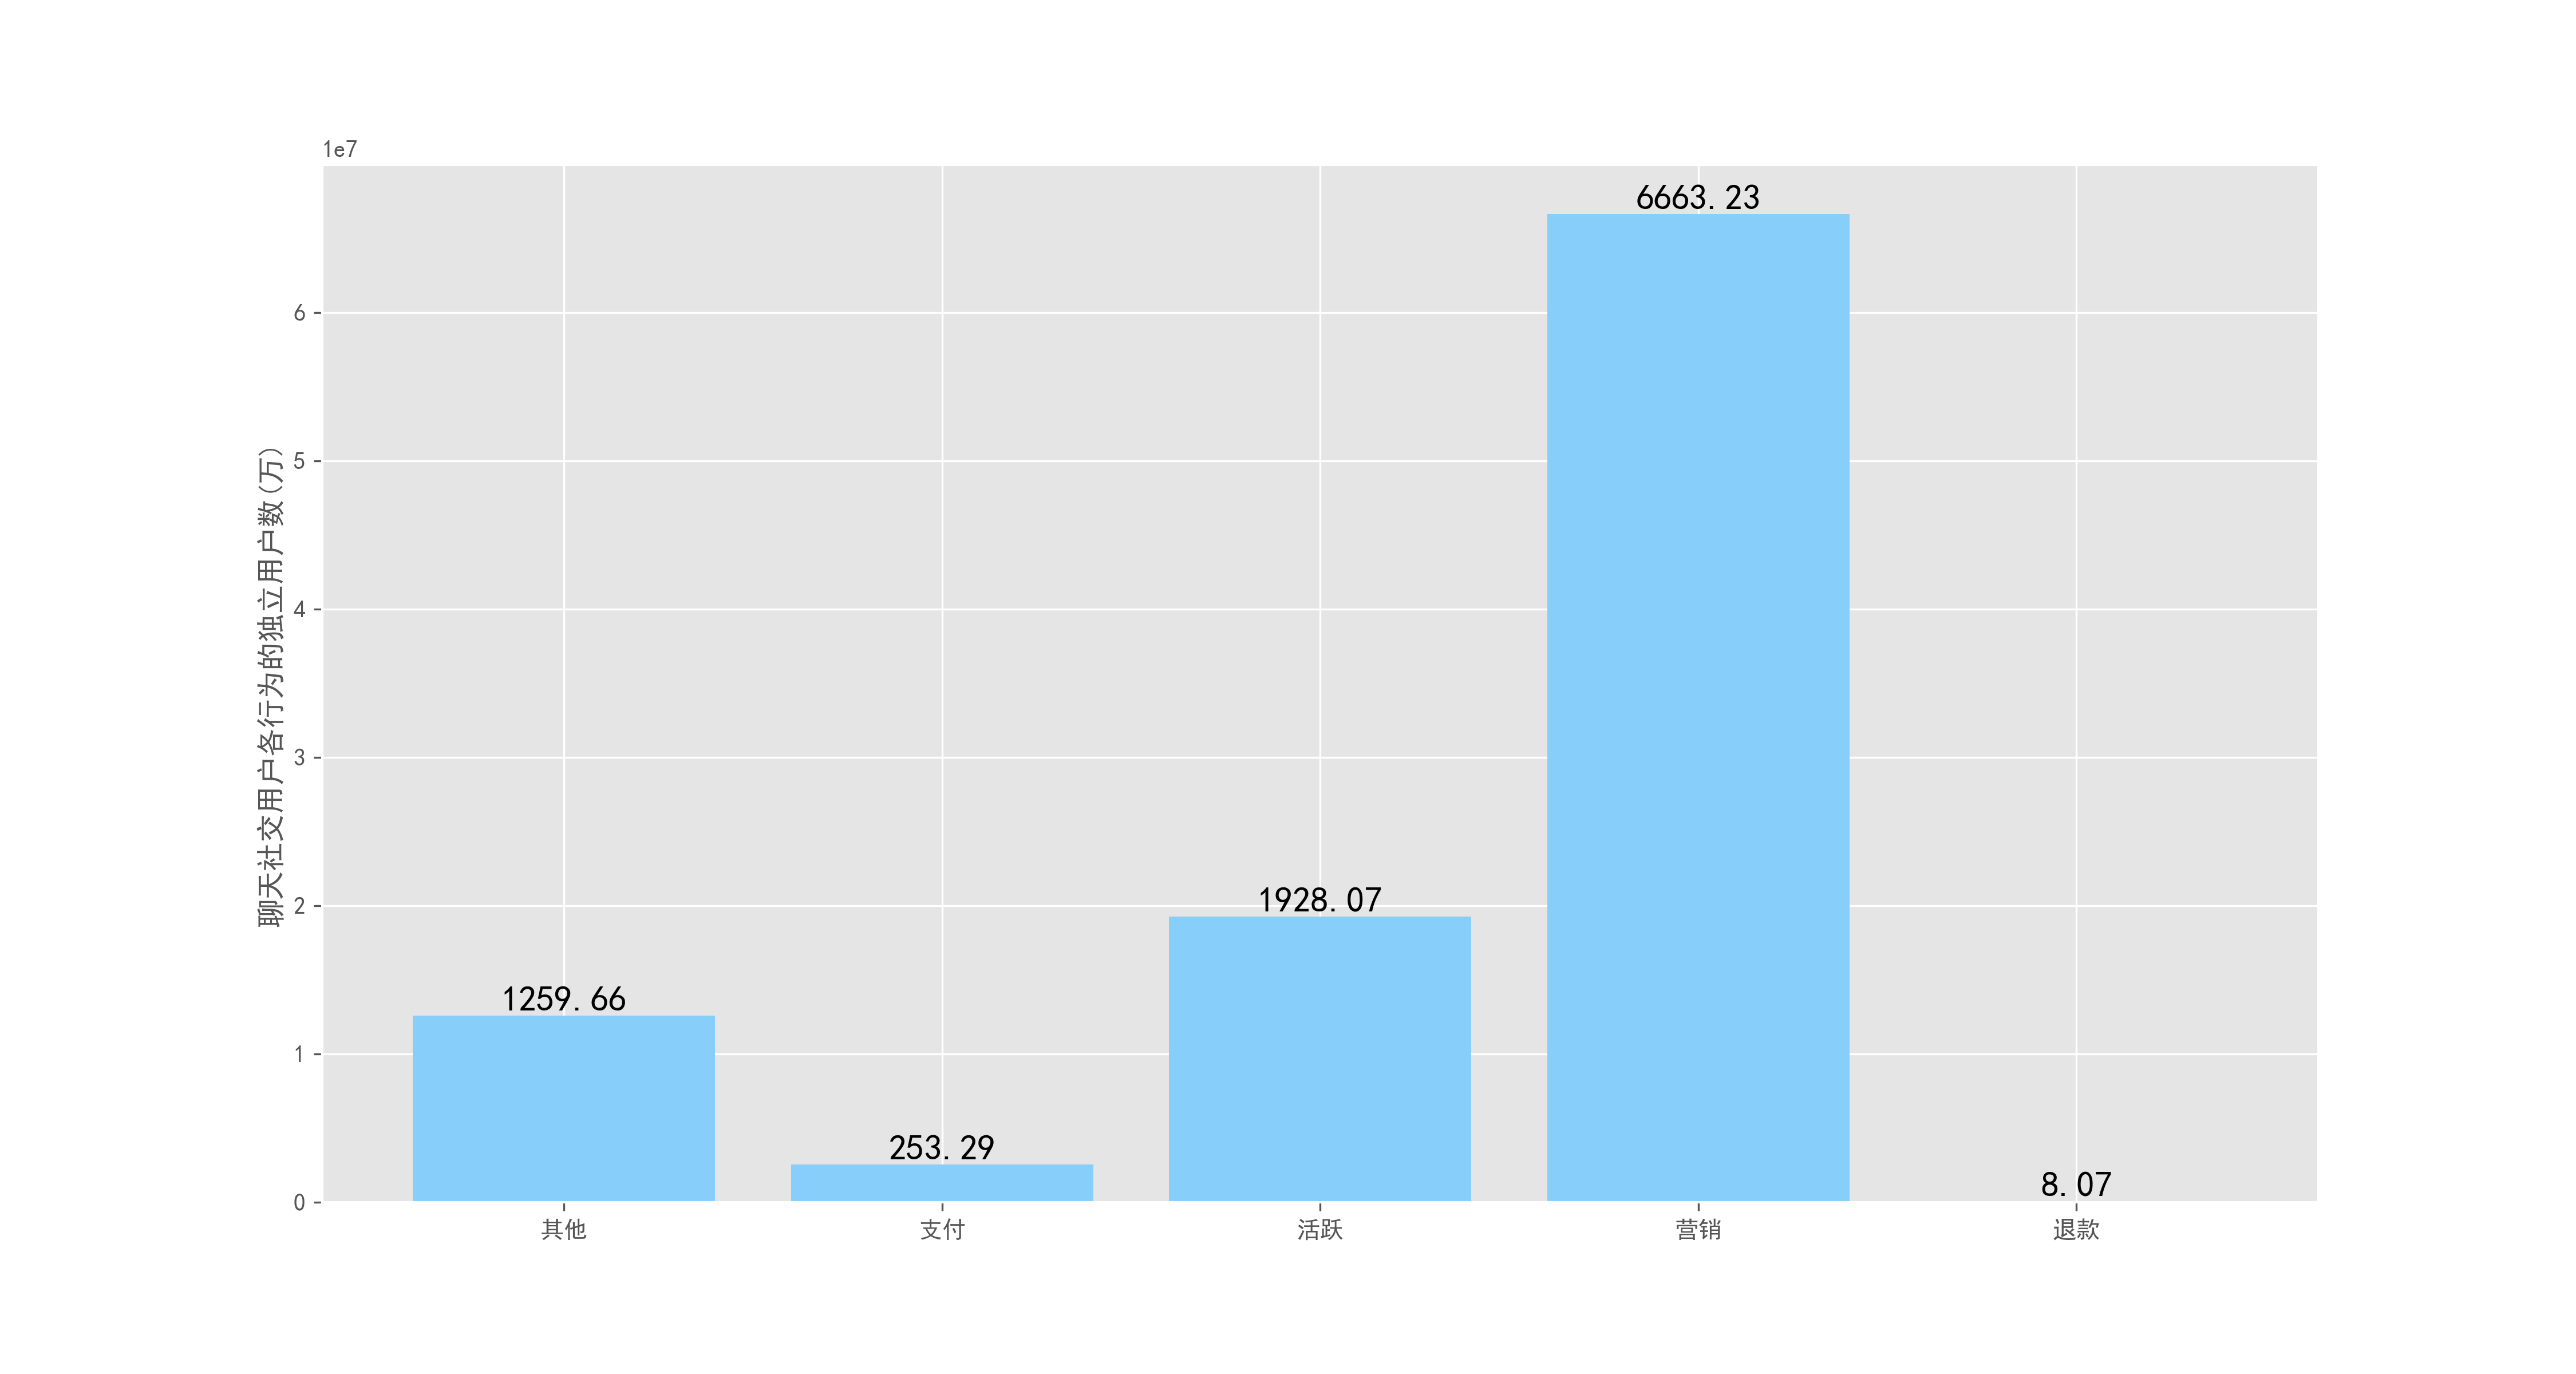 1e7
6663.23
6
5
4
3
2
1928.07
1259.66
1
253.29
8.07
0
聊天社交用户各行为的独立用户数(万)
其他
支付
活跃
营销
退款